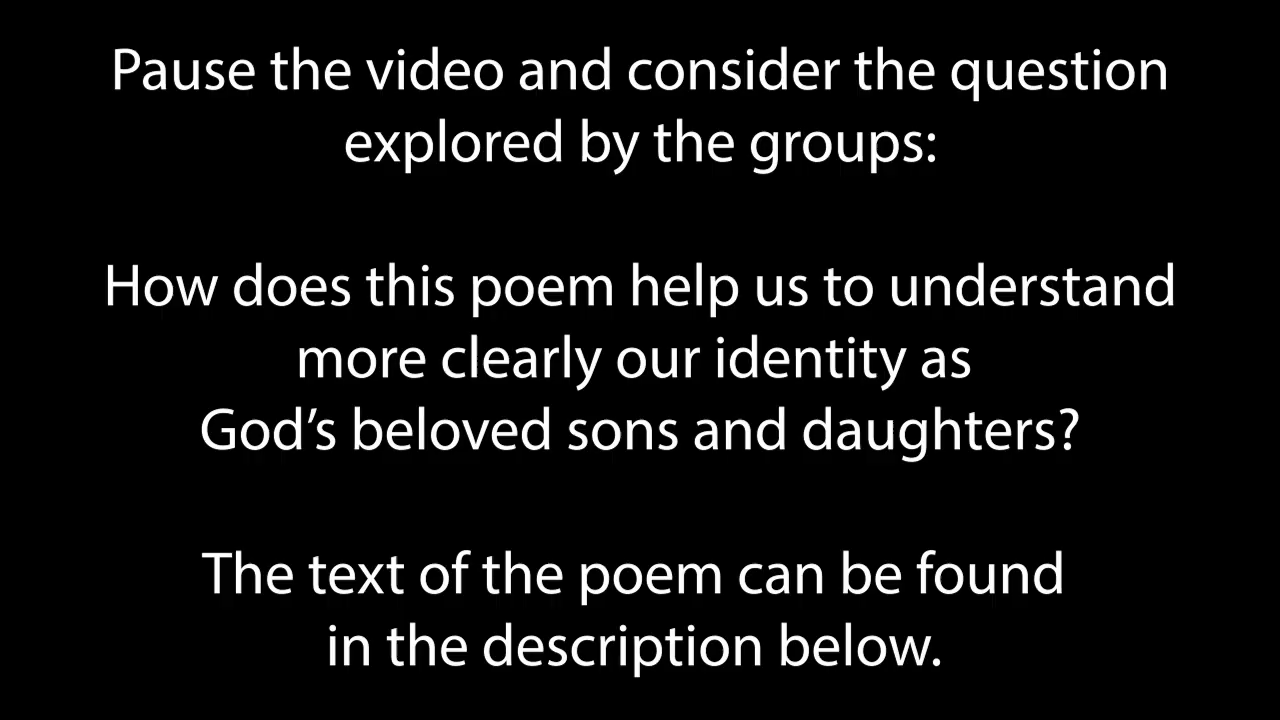 Pause the video and consider the question
explored by the groups:
How does this poem help us to understand
more clearly our identity as
God’s beloved sons and daughters?
The text of the poem can be found
in the description below.